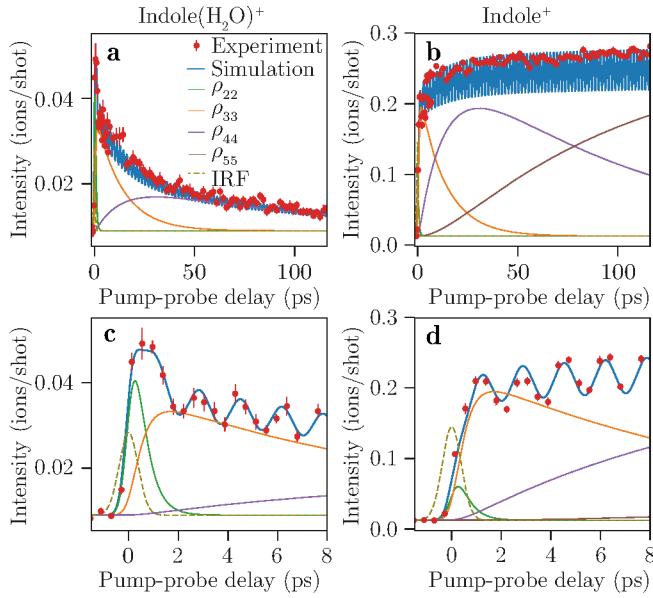 Indole(H₂O)⁺
Indole⁺
a
Experiment
Simulation
ρ₂₂
ρ₃₃
ρ₄₄
ρ₅₅
IRF
Intensity (ions/shot)
0.04
0.02
0
50
100
Pump-probe delay (ps)
b
Intensity (ions/shot)
0.3
0.2
0.1
0.0
0
50
100
Pump-probe delay (ps)
c
Intensity (ions/shot)
0.04
0.02
0
2
4
6
8
Pump-probe delay (ps)
d
Intensity (ions/shot)
0.3
0.2
0.1
0.0
0
2
4
6
8
Pump-probe delay (ps)